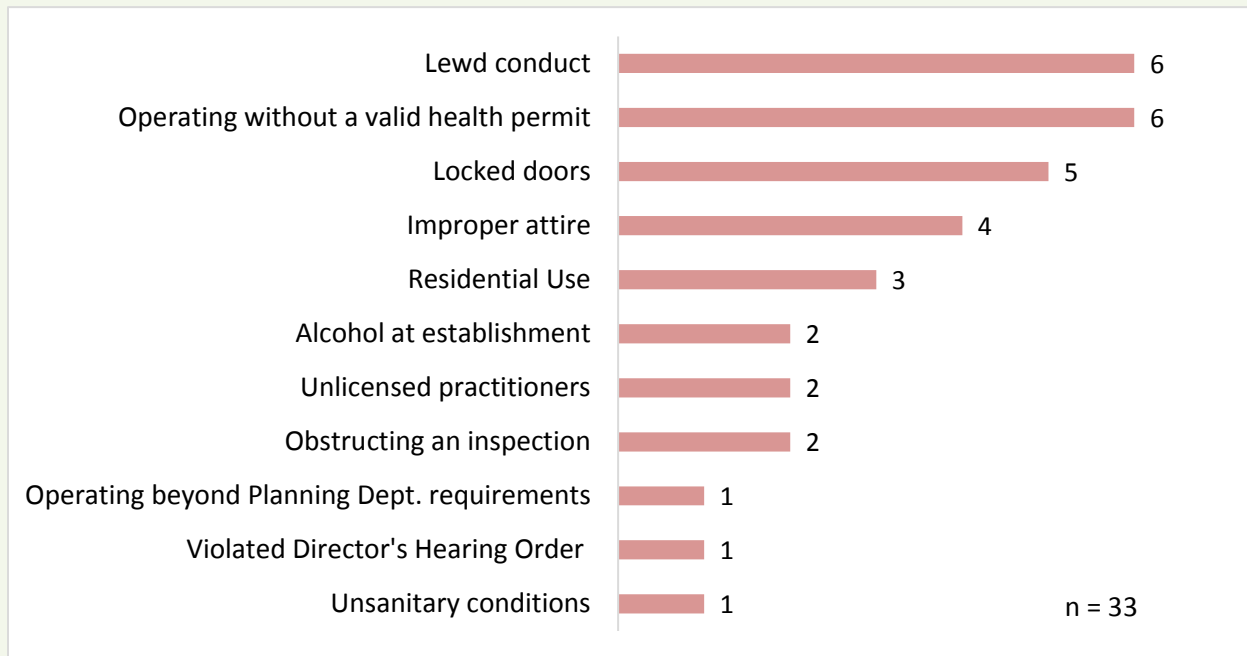 Lewd conduct 6
Operating without a valid health permit 6
Locked doors 5
Improper attire 4
Residential Use 3
Alcohol at establishment 2
Unlicensed practitioners 2
Obstructing an inspection 2
Operating beyond Planning Dept. requirements 1
Violated Director's Hearing Order 1
Unsanitary conditions 1
n = 33